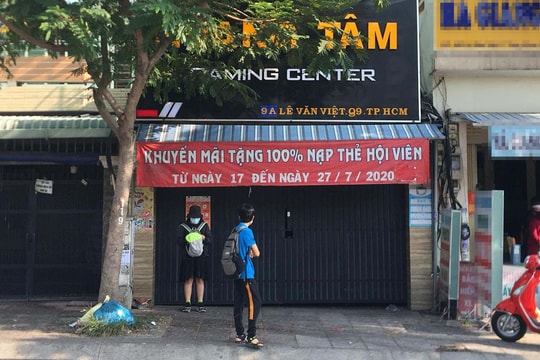 TÂM
GAMING CENTER
9A LÊ VĂN VIỆT.Q9.TP HCM
KHUYẾN MÃI TẶNG 100% NẠP THẺ HỘI VIÊN
TỪ NGÀY 17 ĐẾN NGÀY 27/7/2020